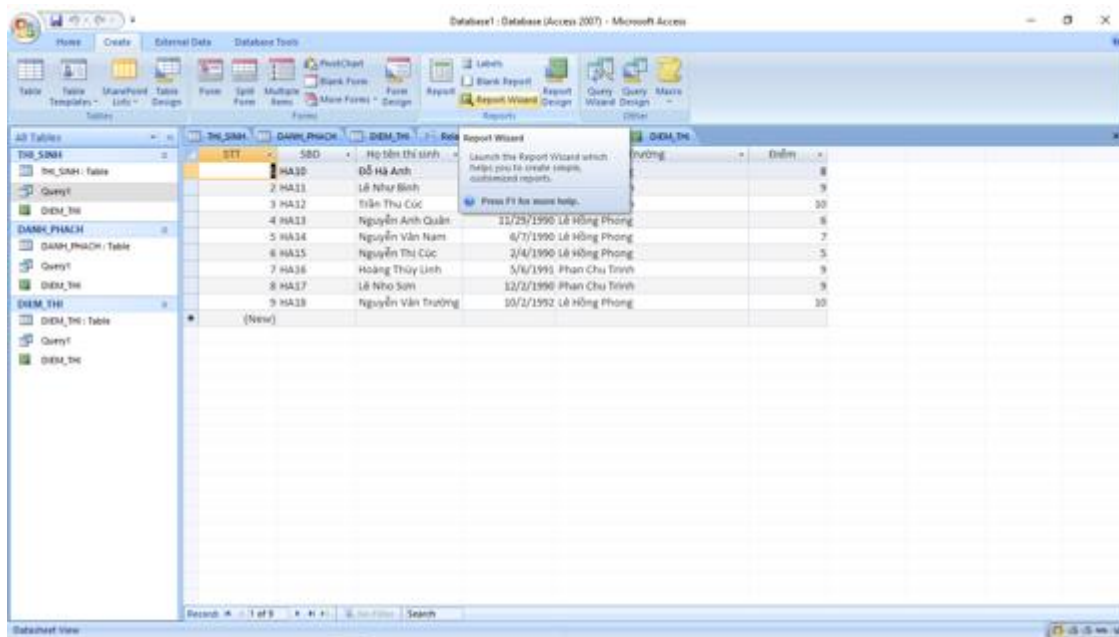 Database1 : Database (Access 2007) - Microsoft Access
Home Create External Data Database Tools
Table Table Templates SharePoint Lists Table Design
Tables
Form Split Form Multiple Items PivotChart Blank Form More Forms Form Design
Forms
Report Labels Blank Report Report Wizard Report Design
Reports
Query Wizard Query Design Macro
Other
All Tables
THI_SINH
THI_SINH : Table
Query1
DIEM_THI
DANH_PHACH
DANH_PHACH : Table
Query1
DIEM_THI
DIEM_THI
DIEM_THI : Table
Query1
DIEM_THI
THI_SINH DANH_PHACH DIEM_THI Rela DIEM_THI
Report Wizard
Launch the Report Wizard which
helps you to create simple,
customized reports.
Press F1 for more help.
STT SBD Họ tên thí sinh Trường Điểm
HA10 Đỗ Hà Anh 8
2 HA11 Lê Như Bình 9
3 HA12 Trần Thu Cúc 10
4 HA13 Nguyễn Anh Quân 11/29/1990 Lê Hồng Phong 6
5 HA14 Nguyễn Văn Nam 6/7/1990 Lê Hồng Phong 7
6 HA15 Nguyễn Thị Cúc 2/4/1990 Lê Hồng Phong 5
7 HA16 Hoàng Thùy Linh 5/6/1991 Phan Chu Trinh 9
8 HA17 Lê Nho Sơn 12/2/1990 Phan Chu Trinh 9
9 HA18 Nguyễn Văn Trường 10/2/1992 Lê Hồng Phong 10
(New)
Record: 1 of 9 No Filter Search
Datasheet View